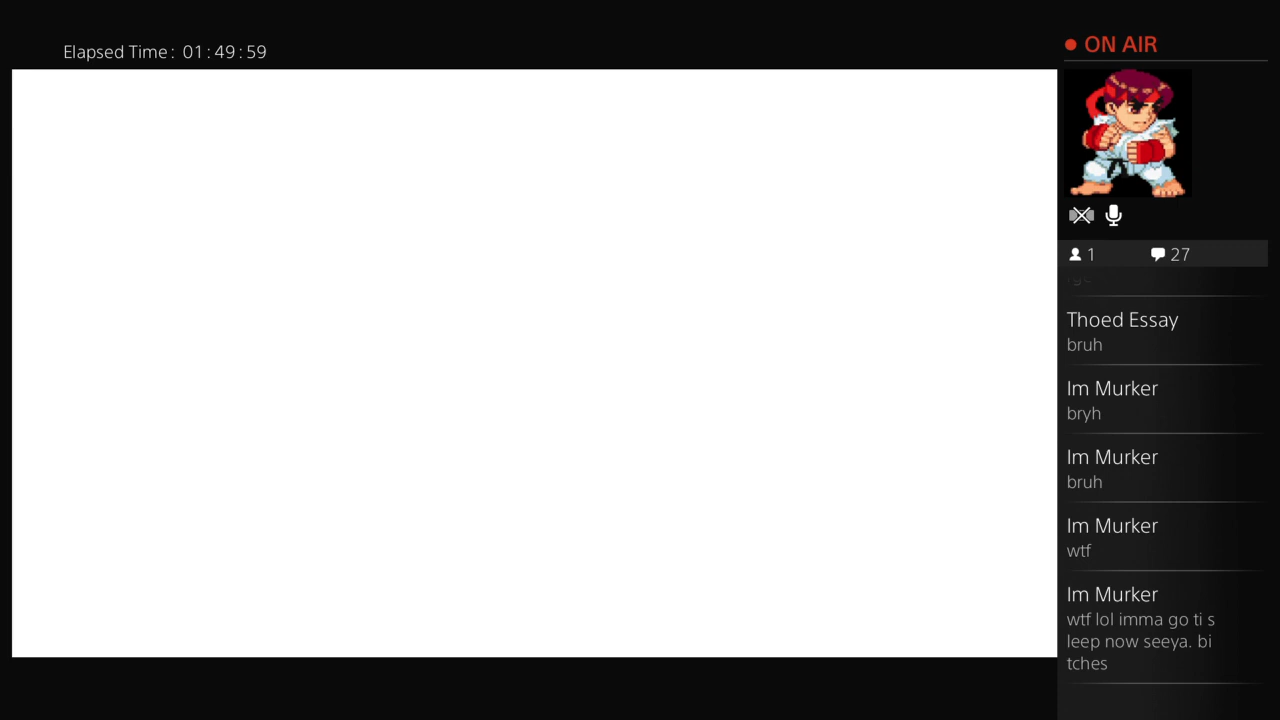 Elapsed Time: 01:49:59
ON AIR
1 27
Thoed Essay
bruh
Im Murker
bryh
Im Murker
bruh
Im Murker
wtf
Im Murker
wtf lol imma go ti s
leep now seeya. bi
tches